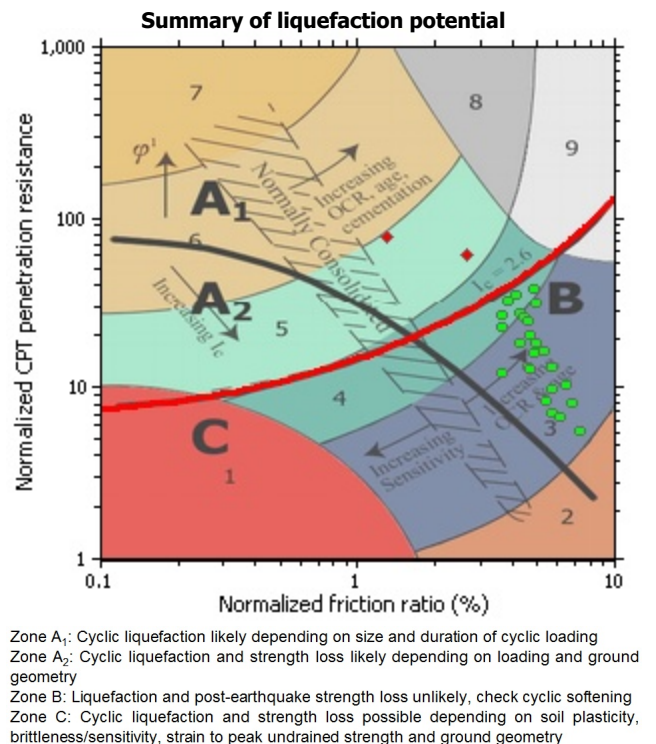 Summary of liquefaction potential
1,000
100
10
1
Normalized CPT penetration resistance
7
8
9
φ'
A1
Increasing
OCR, age,
cementation
Normally Consolidated
6
A2
Increasing Ic
5
Ic = 2.6
B
4
Increasing
OCR & age
3
C
Increasing
Sensitivity
1
2
0.1
1
10
Normalized friction ratio (%)
Zone A1: Cyclic liquefaction likely depending on size and duration of cyclic loading
Zone A2: Cyclic liquefaction and strength loss likely depending on loading and ground
geometry
Zone B: Liquefaction and post-earthquake strength loss unlikely, check cyclic softening
Zone C: Cyclic liquefaction and strength loss possible depending on soil plasticity,
brittleness/sensitivity, strain to peak undrained strength and ground geometry